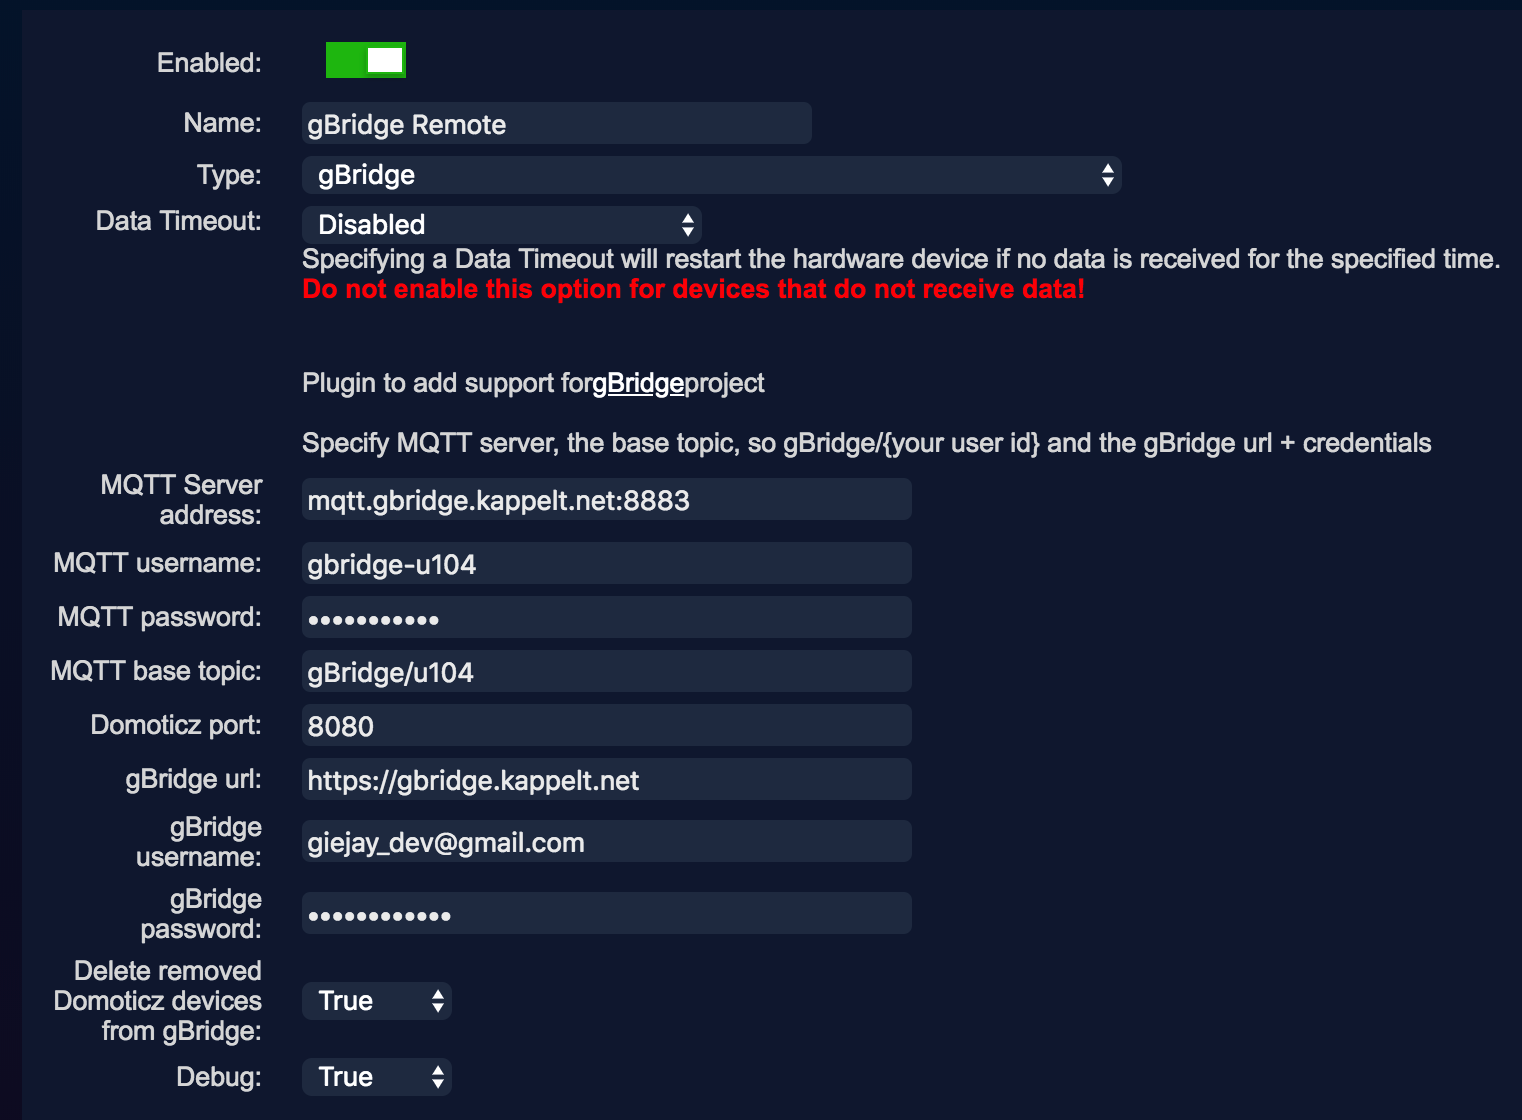 Enabled:
Name: gBridge Remote
Type: gBridge
Data Timeout: Disabled
Specifying a Data Timeout will restart the hardware device if no data is received for the specified time.
Do not enable this option for devices that do not receive data!
Plugin to add support forgBridgeproject
Specify MQTT server, the base topic, so gBridge/{your user id} and the gBridge url + credentials
MQTT Server
address: mqtt.gbridge.kappelt.net:8883
MQTT username: gbridge-u104
MQTT password: •••••••••••
MQTT base topic: gBridge/u104
Domoticz port: 8080
gBridge url: https://gbridge.kappelt.net
gBridge
username: giejay_dev@gmail.com
gBridge
password: ••••••••••••
Delete removed
Domoticz devices True
from gBridge:
Debug: True